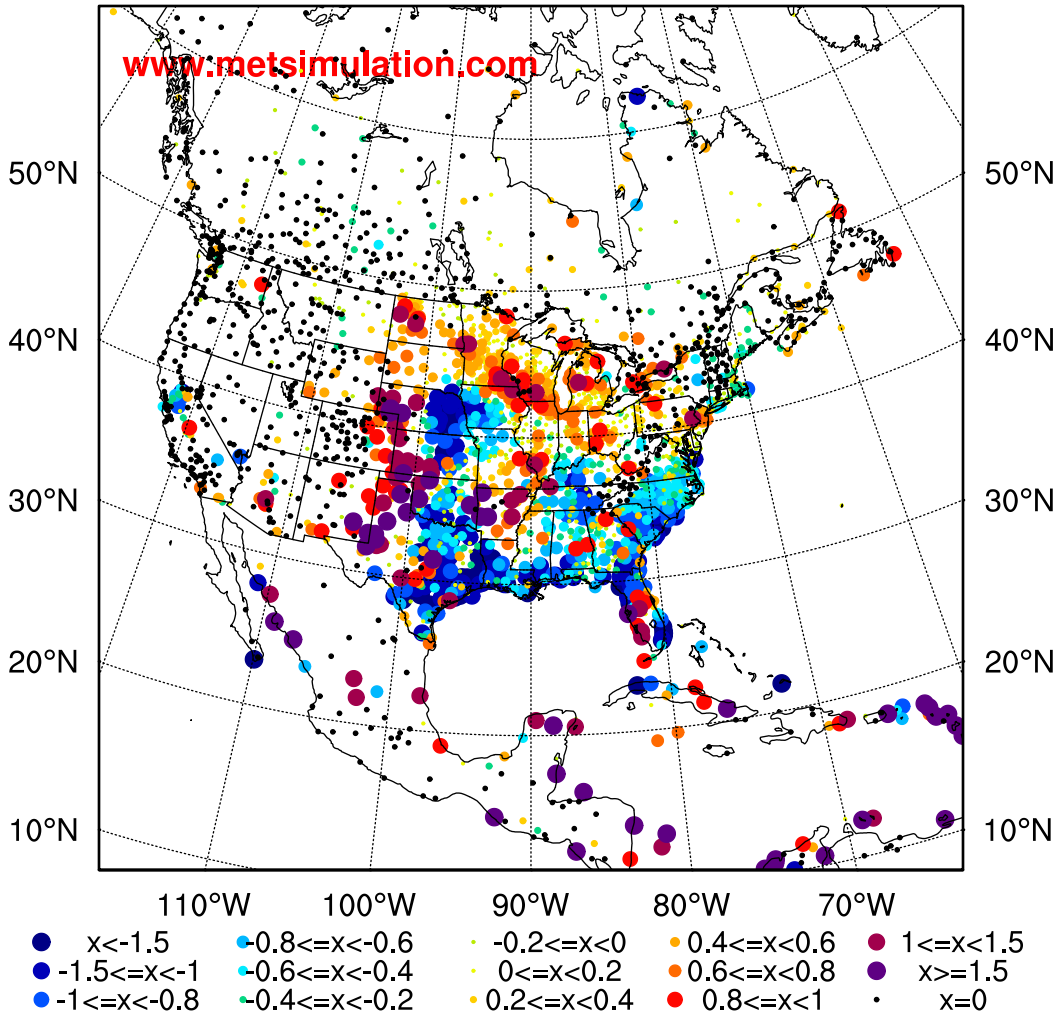 www.metsimulation.com
50°N 50°N
40°N 40°N
30°N 30°N
20°N 20°N
10°N 10°N
110°W 100°W 90°W 80°W 70°W
x<-1.5 -0.8<=x<-0.6 -0.2<=x<0 0.4<=x<0.6 1<=x<1.5
-1.5<=x<-1 -0.6<=x<-0.4 0<=x<0.2 0.6<=x<0.8 x>=1.5
-1<=x<-0.8 -0.4<=x<-0.2 0.2<=x<0.4 0.8<=x<1 x=0